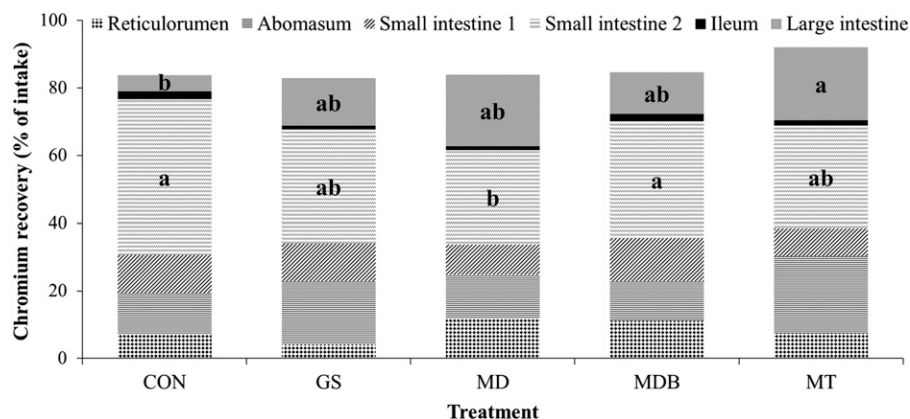 Reticulorumen Abomasum Small intestine 1 Small intestine 2 Ileum Large intestine
Chromium recovery (% of intake)
100
80
60
40
20
0
b
a
ab
ab
ab
b
ab
a
a
ab
CON GS MD MDB MT
Treatment